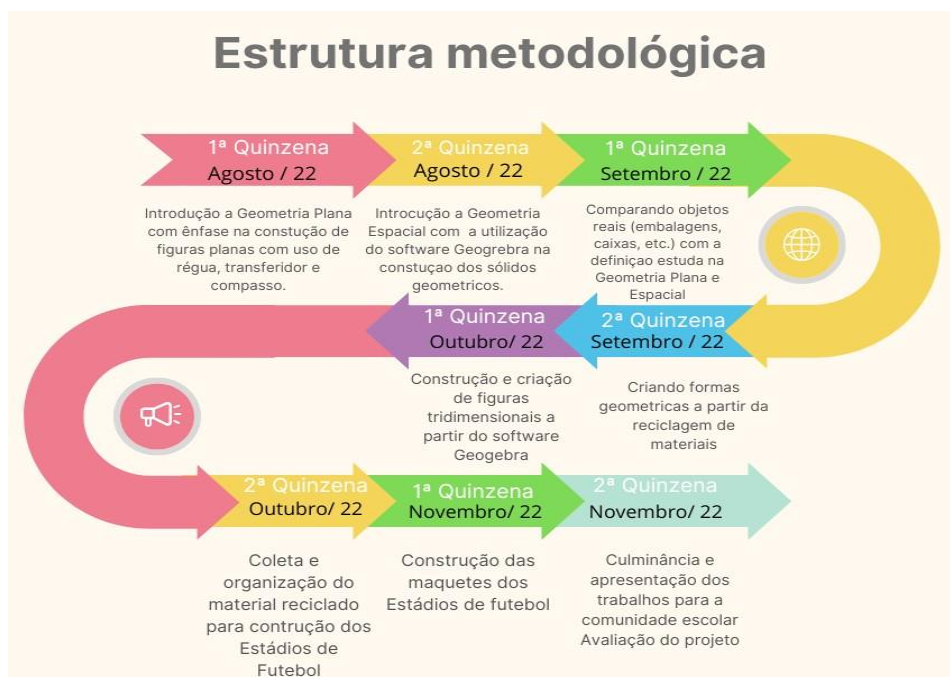 Estrutura metodológica
1ª Quinzena
Agosto / 22
Introdução a Geometria Plana
com ênfase na constução de
figuras planas com uso de
régua, transferidor e
compasso.
2ª Quinzena
Agosto / 22
Introcução a Geometria
Espacial com a utilização
do software Geogrebra na
constuçao dos sólidos
geometricos.
1ª Quinzena
Setembro / 22
Comparando objetos
reais (embalagens,
caixas, etc.) com a
definiçao estuda na
Geometria Plana e
Espacial
2ª Quinzena
Setembro / 22
Criando formas
geometricas a partir da
reciclagem de
materiais
1ª Quinzena
Outubro/ 22
Construção e criação
de figuras
tridimensionais a
partir do software
Geogebra
2ª Quinzena
Outubro/ 22
Coleta e
organização do
material reciclado
para contrução dos
Estádios de
Futebol
1ª Quinzena
Novembro/ 22
Construção das
maquetes dos
Estádios de futebol
2ª Quinzena
Novembro/ 22
Culminância e
apresentação dos
trabalhos para a
comunidade escolar
Avaliação do projeto